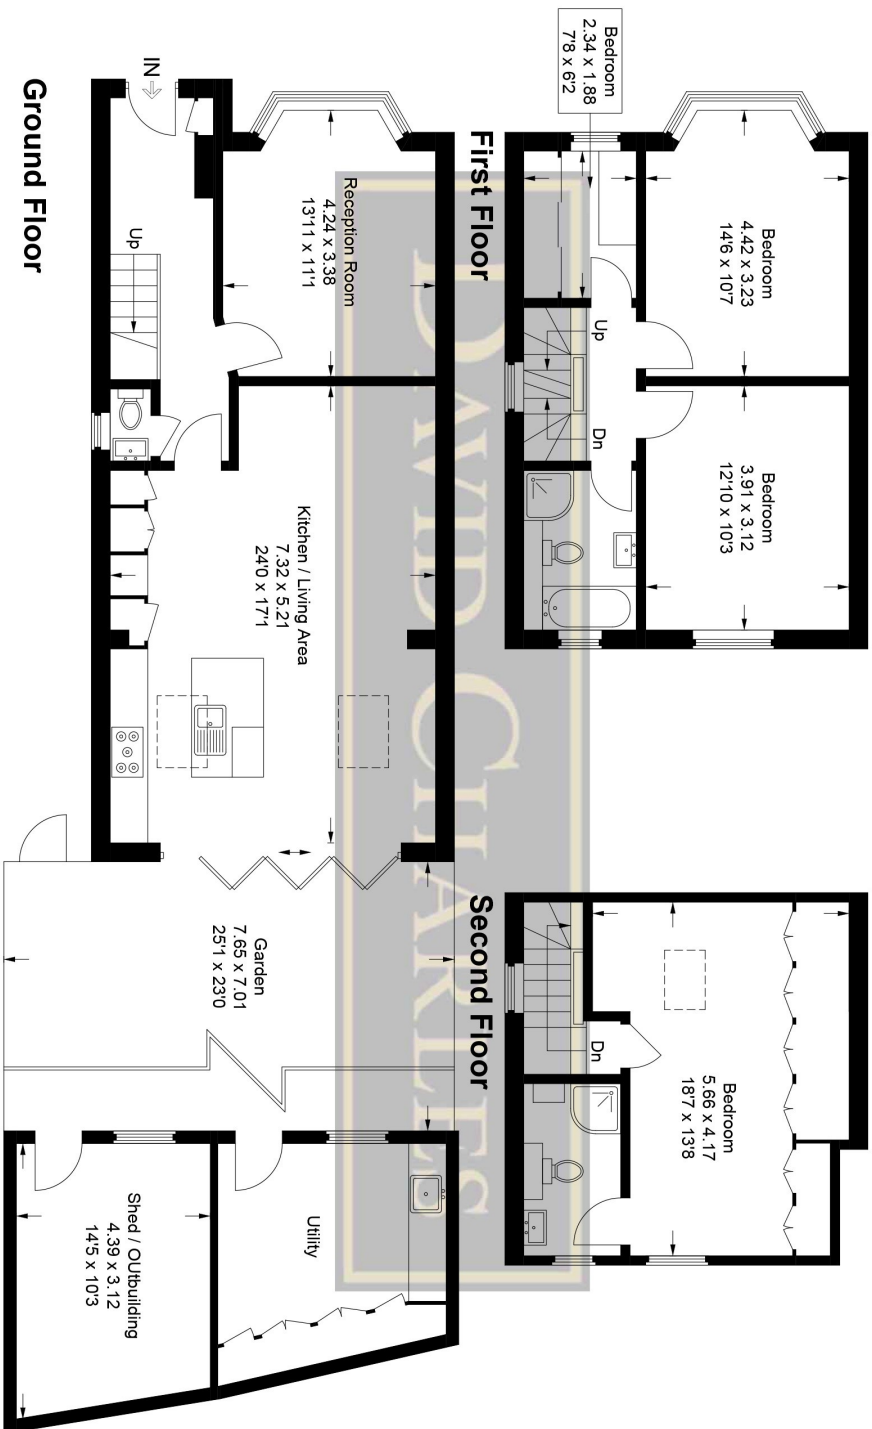 First Floor
Bedroom
2.34 x 1.88
7'8 x 6'2
Bedroom
4.42 x 3.23
14'6 x 10'7
Bedroom
3.91 x 3.12
12'10 x 10'3
Up
Dn
Second Floor
Bedroom
5.66 x 4.17
18'7 x 13'8
Dn
DAVID CHARLES
Ground Floor
IN
Up
Reception Room
4.24 x 3.38
13'11 x 11'1
Kitchen / Living Area
7.32 x 5.21
24'0 x 17'1
Garden
7.65 x 7.01
25'1 x 23'0
Utility
Shed / OUtbuilding
4.39 x 3.12
14'5 x 10'3